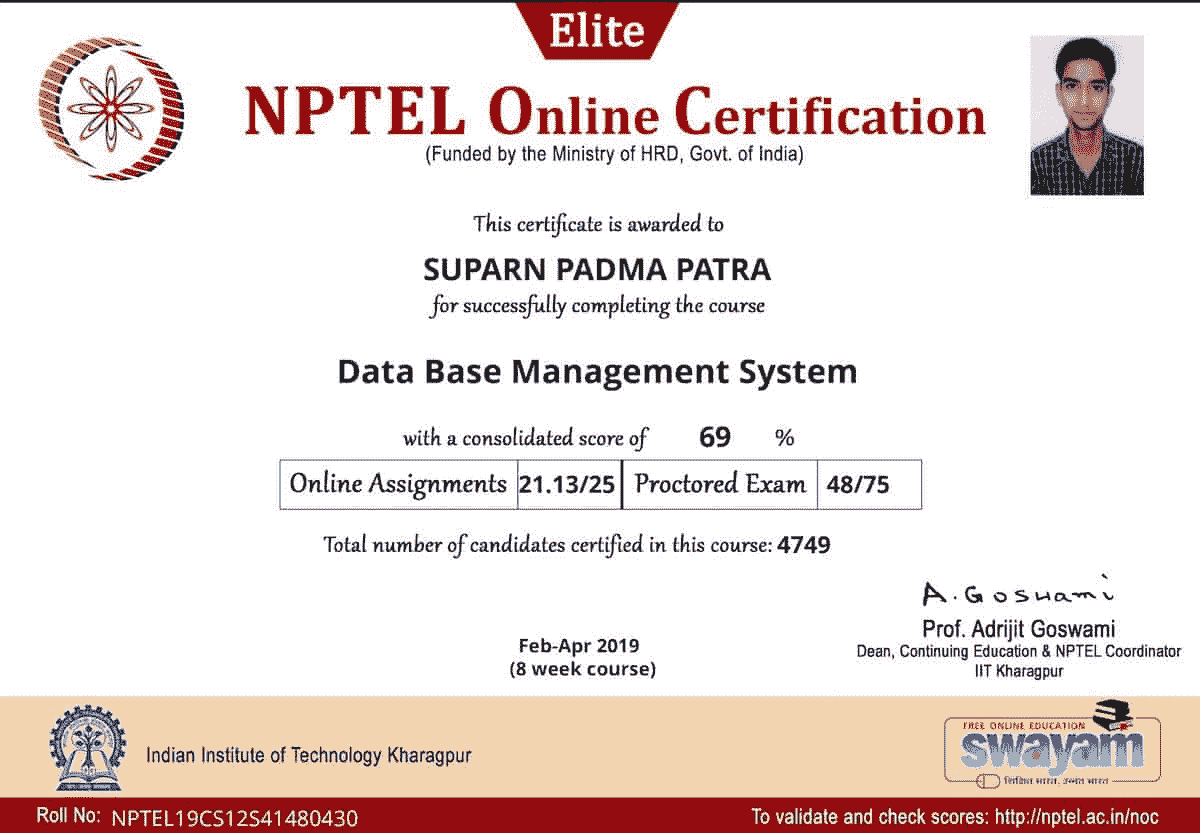 Elite
NPTEL Online Certification
(Funded by the Ministry of HRD, Govt. of India)
This certificate is awarded to
SUPARN PADMA PATRA
for successfully completing the course
Data Base Management System
with a consolidated score of 69 %
Online Assignments 21.13/25 Proctored Exam 48/75
Total number of candidates certified in this course: 4749
A. Goswami
Prof. Adrijit Goswami
Dean, Continuing Education & NPTEL Coordinator
IIT Kharagpur
Feb-Apr 2019
(8 week course)
Indian Institute of Technology Kharagpur
FREE ONLINE EDUCATION
swayam
शिक्षित भारत, उन्नत भारत
Roll No: NPTEL19CS12S41480430
To validate and check scores: http://nptel.ac.in/noc